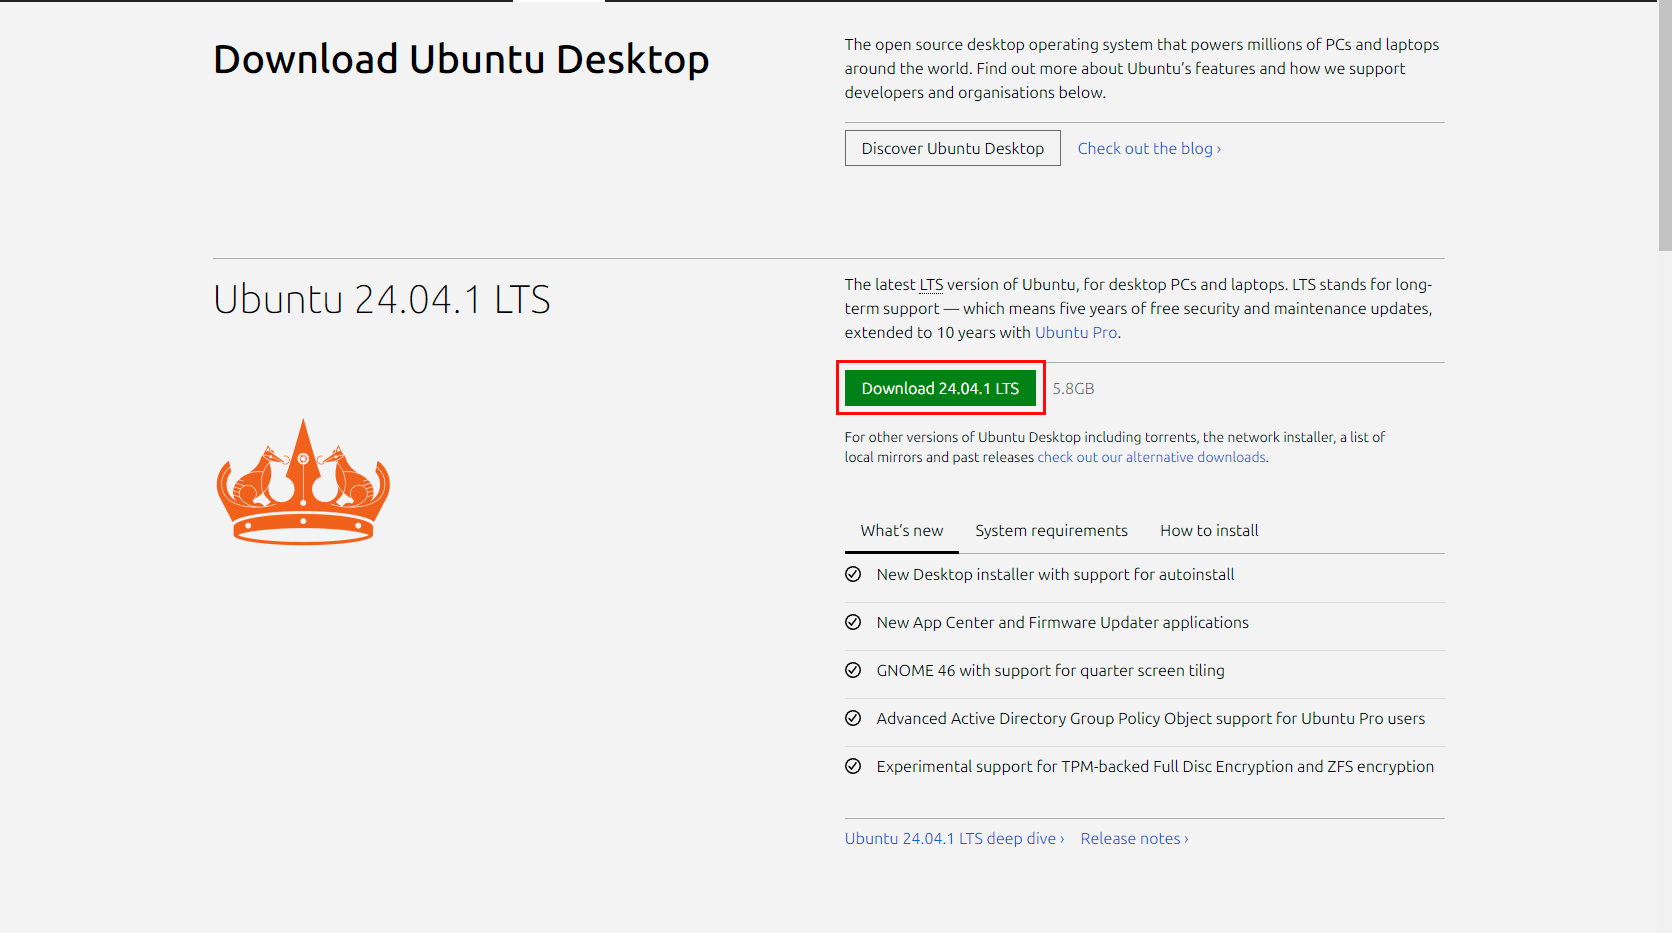 Download Ubuntu Desktop
The open source desktop operating system that powers millions of PCs and laptops
around the world. Find out more about Ubuntu’s features and how we support
developers and organisations below.
Discover Ubuntu Desktop
Check out the blog ›
Ubuntu 24.04.1 LTS
The latest LTS version of Ubuntu, for desktop PCs and laptops. LTS stands for long-
term support — which means five years of free security and maintenance updates,
extended to 10 years with Ubuntu Pro.
Download 24.04.1 LTS
5.8GB
For other versions of Ubuntu Desktop including torrents, the network installer, a list of
local mirrors and past releases check out our alternative downloads.
What’s new
System requirements
How to install
New Desktop installer with support for autoinstall
New App Center and Firmware Updater applications
GNOME 46 with support for quarter screen tiling
Advanced Active Directory Group Policy Object support for Ubuntu Pro users
Experimental support for TPM-backed Full Disc Encryption and ZFS encryption
Ubuntu 24.04.1 LTS deep dive ›
Release notes ›